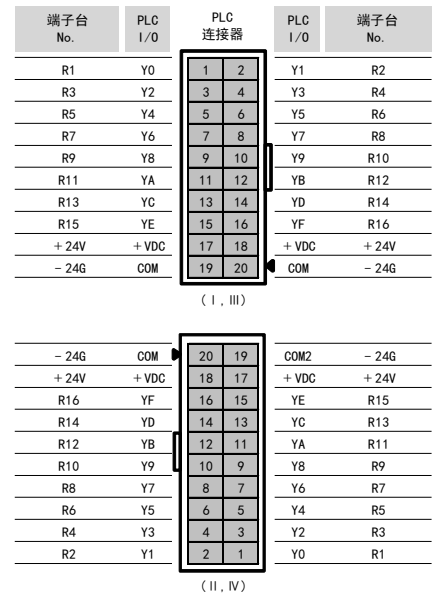 端子台 No. PLC I/O PLC 连接器 PLC I/O 端子台 No.
R1 Y0 1 2 Y1 R2
R3 Y2 3 4 Y3 R4
R5 Y4 5 6 Y5 R6
R7 Y6 7 8 Y7 R8
R9 Y8 9 10 Y9 R10
R11 YA 11 12 YB R12
R13 YC 13 14 YD R14
R15 YE 15 16 YF R16
+24V +VDC 17 18 +VDC +24V
-24G COM 19 20 COM -24G
(I,III)
-24G COM 20 19 COM2 -24G
+24V +VDC 18 17 +VDC +24V
R16 YF 16 15 YE R15
R14 YD 14 13 YC R13
R12 YB 12 11 YA R11
R10 Y9 10 9 Y8 R9
R8 Y7 8 7 Y6 R7
R6 Y5 6 5 Y4 R5
R4 Y3 4 3 Y2 R3
R2 Y1 2 1 Y0 R1
(II,IV)